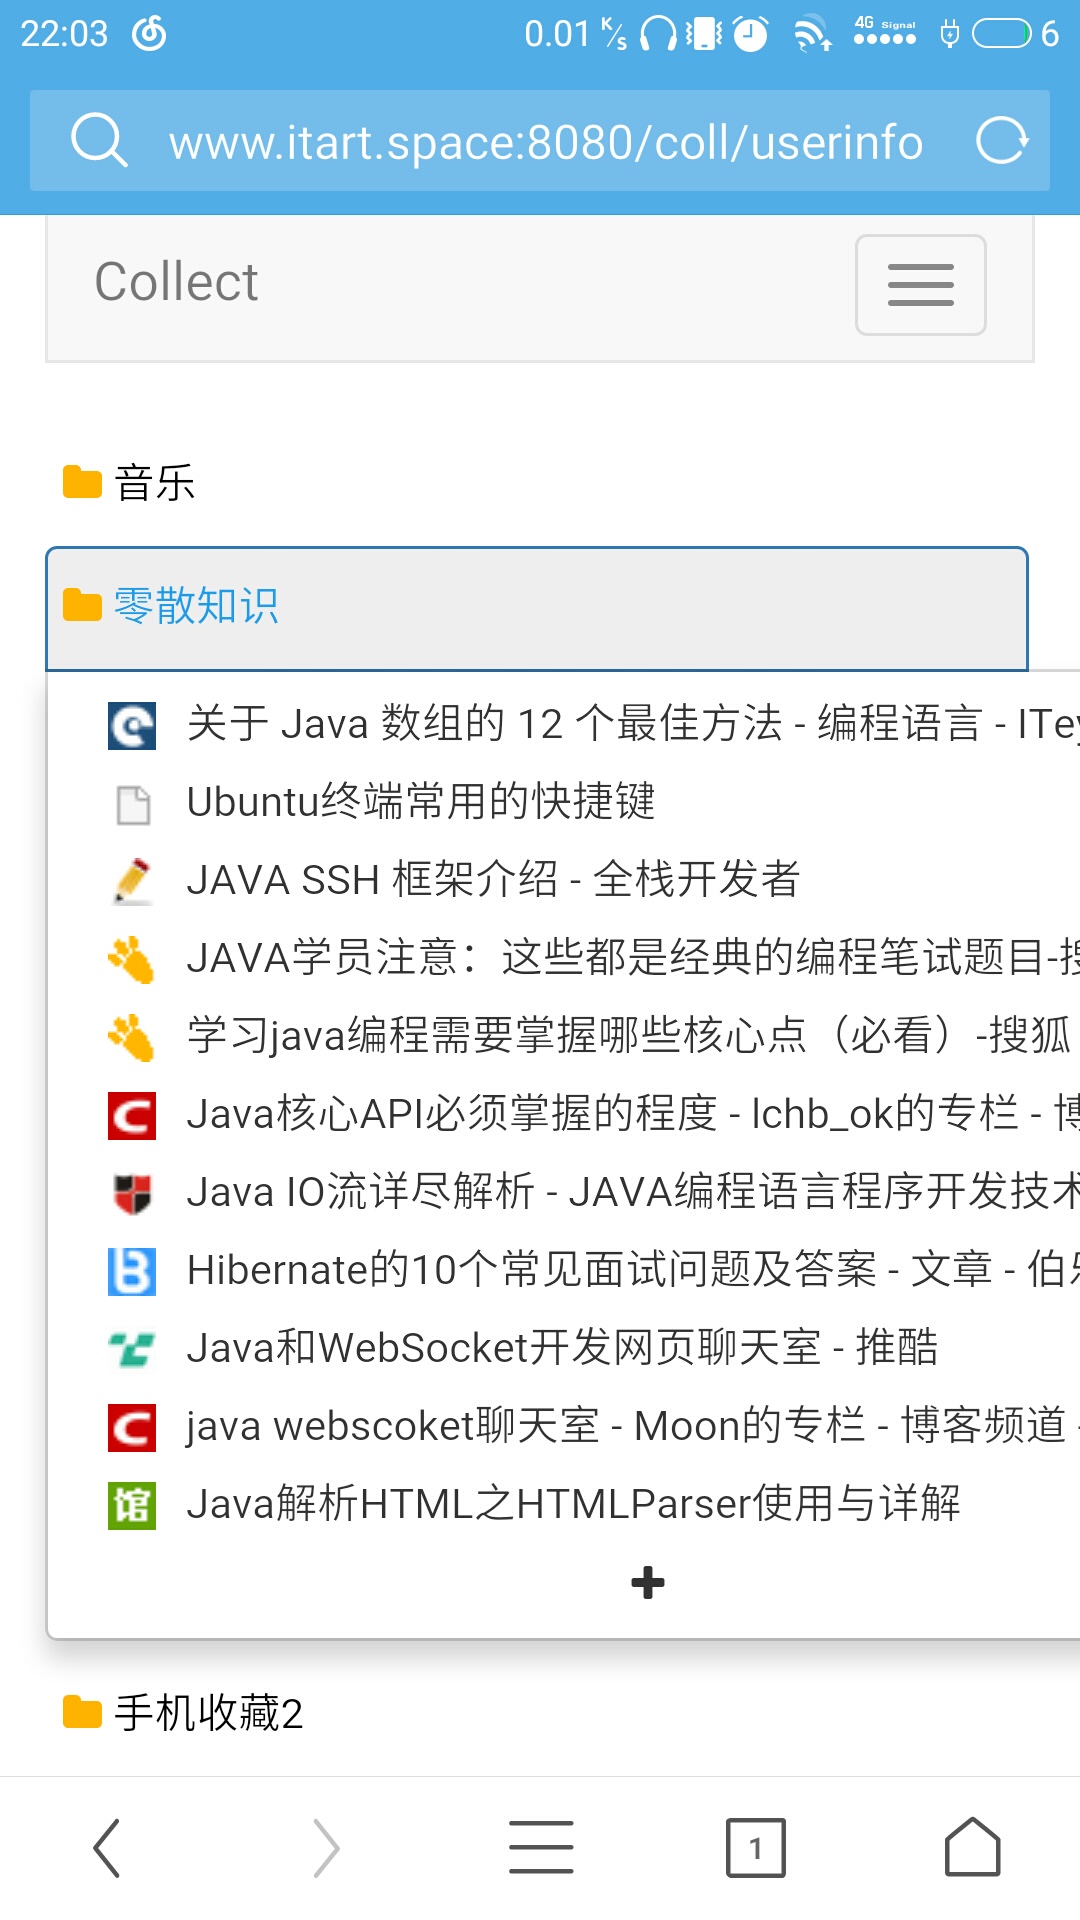 22:03 0.01 K/s 4G Signal 6
www.itart.space:8080/coll/userinfo
Collect
音乐
零散知识
关于 Java 数组的 12 个最佳方法 - 编程语言 - ITey
Ubuntu终端常用的快捷键
JAVA SSH 框架介绍 - 全栈开发者
JAVA学员注意：这些都是经典的编程笔试题目-搜
学习java编程需要掌握哪些核心点（必看）-搜狐
Java核心API必须掌握的程度 - lchb_ok的专栏 - 博
Java IO流详尽解析 - JAVA编程语言程序开发技术
Hibernate的10个常见面试问题及答案 - 文章 - 伯乐
Java和WebSocket开发网页聊天室 - 推酷
java webscoket聊天室 - Moon的专栏 - 博客频道 -
馆 Java解析HTML之HTMLParser使用与详解
手机收藏2
1